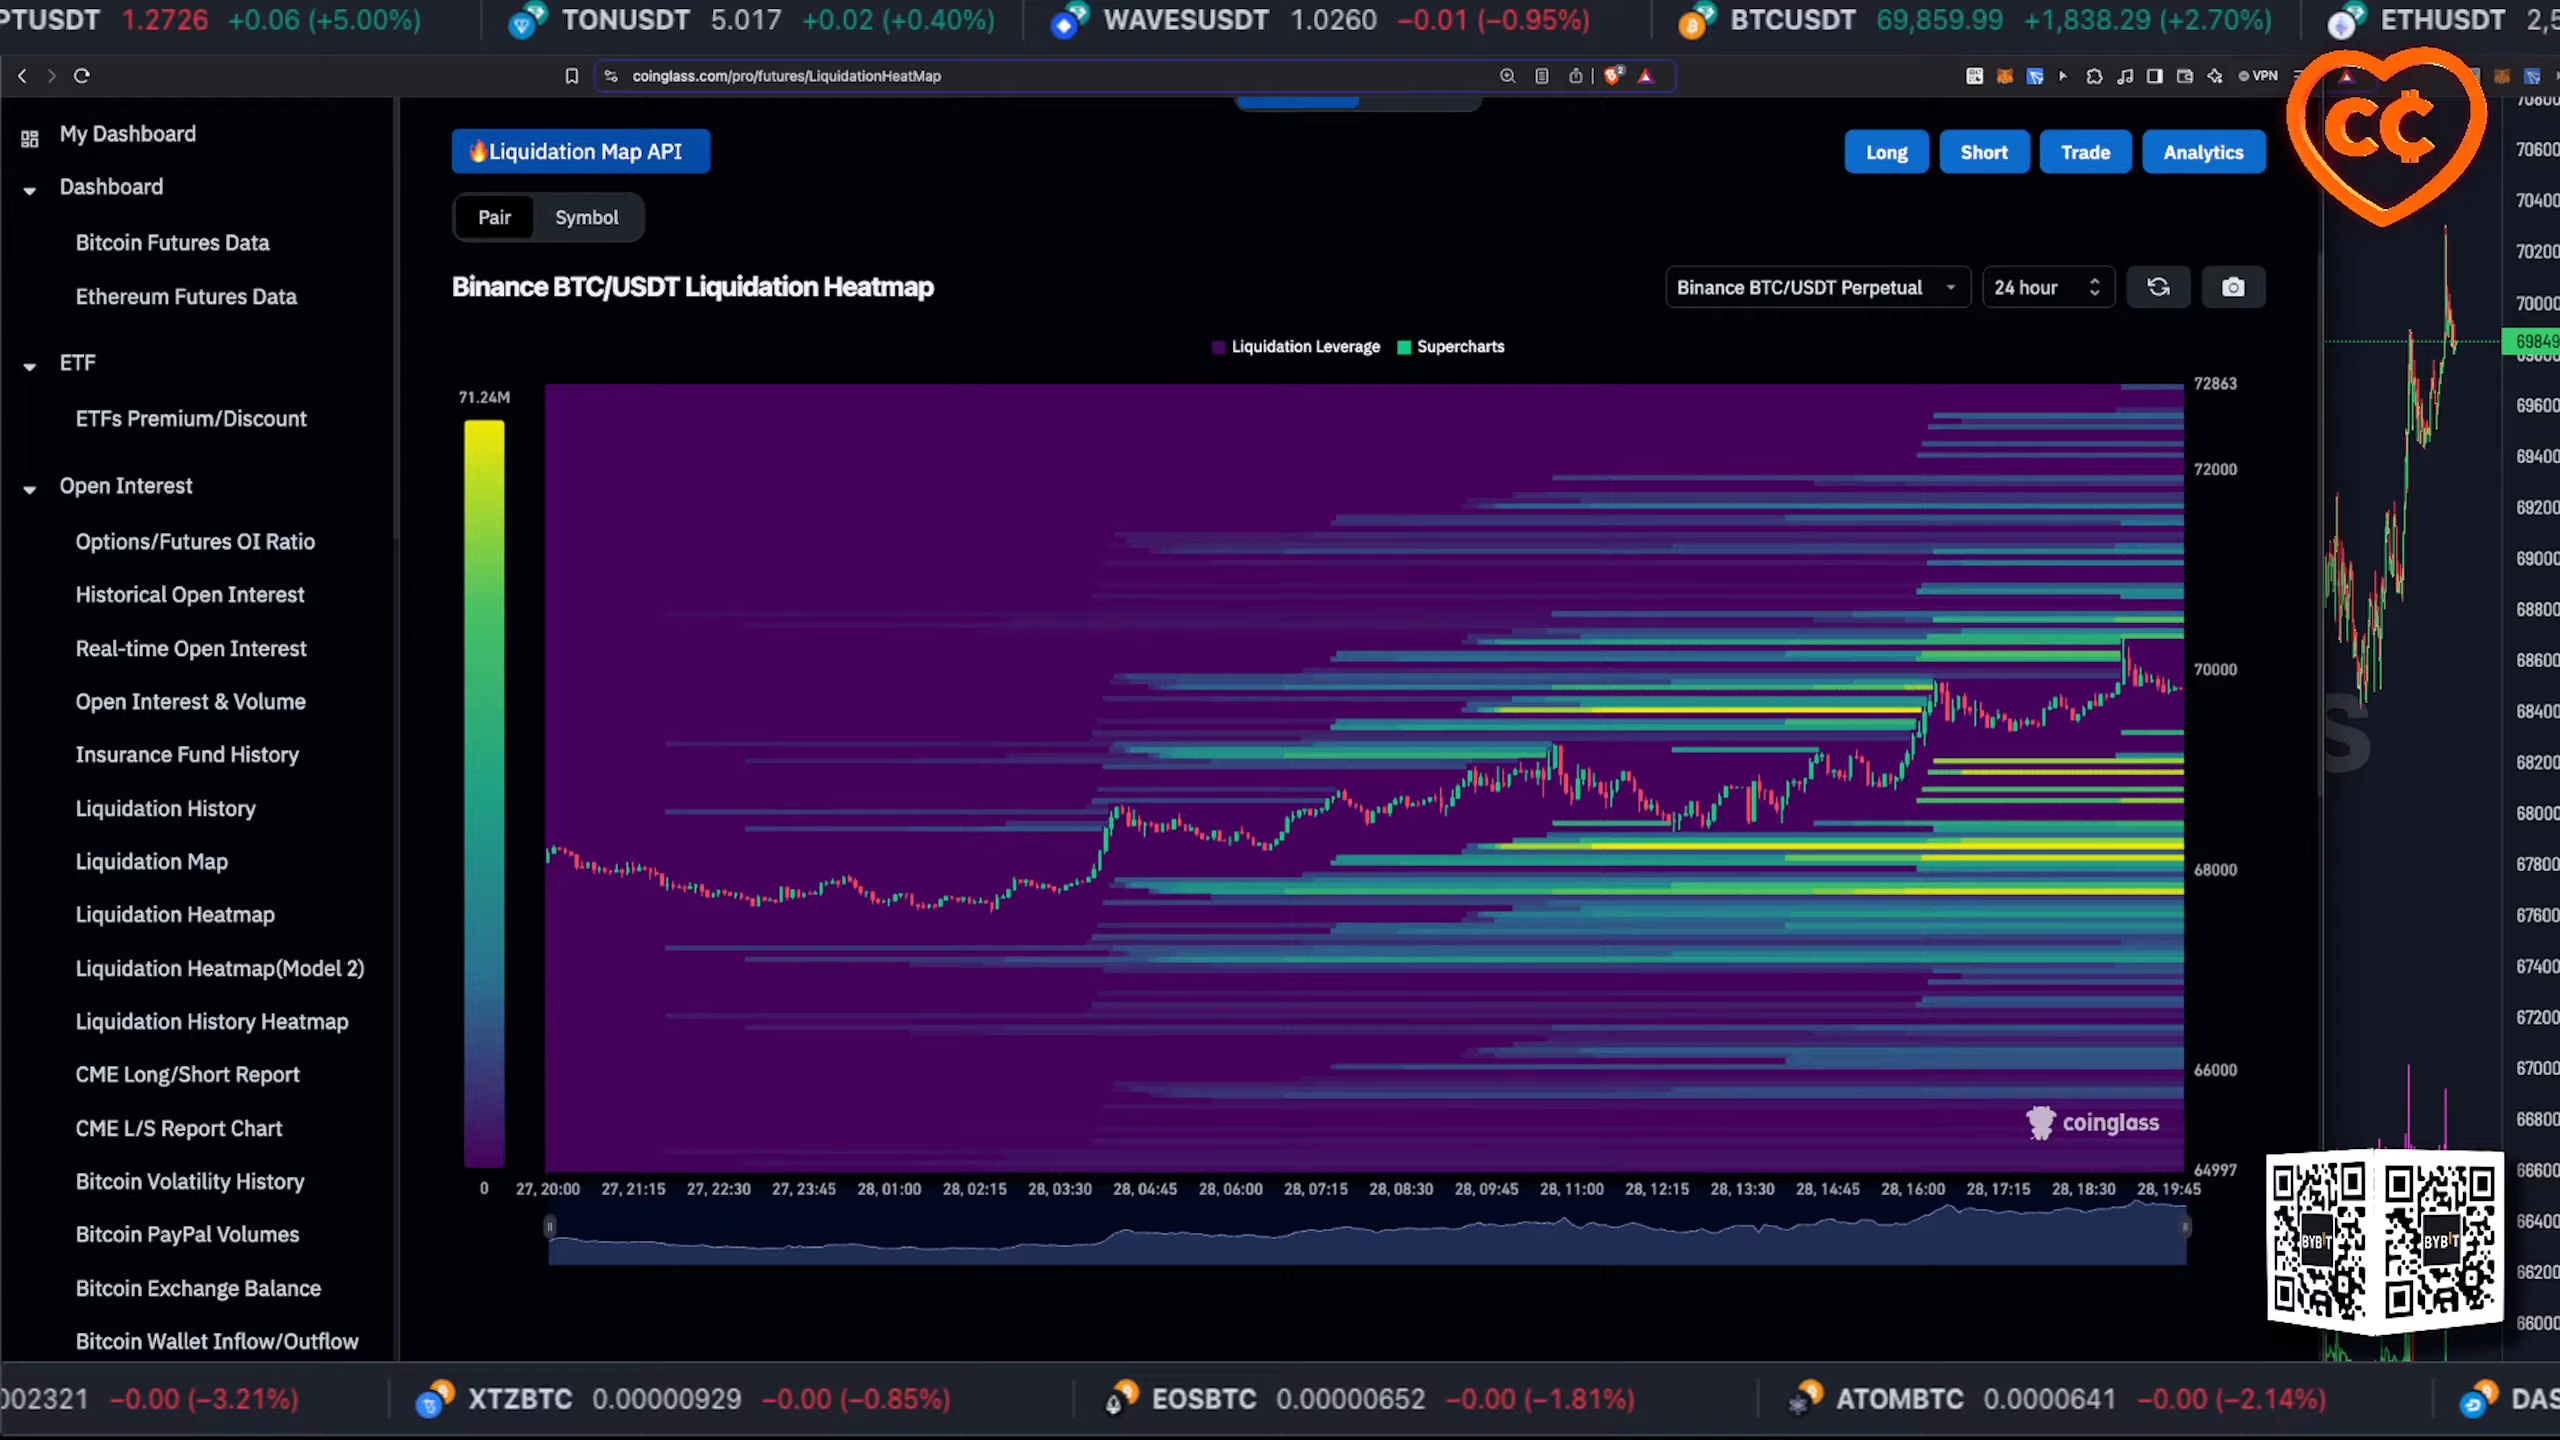 PTUSDT 1.2726 +0.06 (+5.00%) TONUSDT 5.017 +0.02 (+0.40%) WAVESUSDT 1.0260 −0.01 (−0.95%) BTCUSDT 69,859.99 +1,838.29 (+2.70%) ETHUSDT 2,5
coinglass.com/pro/futures/LiquidationHeatMap
2
VPN
My Dashboard
Dashboard
Bitcoin Futures Data
Ethereum Futures Data
ETF
ETFs Premium/Discount
Open Interest
Options/Futures OI Ratio
Historical Open Interest
Real-time Open Interest
Open Interest & Volume
Insurance Fund History
Liquidation History
Liquidation Map
Liquidation Heatmap
Liquidation Heatmap(Model 2)
Liquidation History Heatmap
CME Long/Short Report
CME L/S Report Chart
Bitcoin Volatility History
Bitcoin PayPal Volumes
Bitcoin Exchange Balance
Bitcoin Wallet Inflow/Outflow
🔥Liquidation Map API
Long Short Trade Analytics
Pair Symbol
Binance BTC/USDT Liquidation Heatmap
Binance BTC/USDT Perpetual 24 hour
Liquidation Leverage Supercharts
71.24M
0
72863
72000
70000
68000
66000
64997
coinglass
27, 20:00 27, 21:15 27, 22:30 27, 23:45 28, 01:00 28, 02:15 28, 03:30 28, 04:45 28, 06:00 28, 07:15 28, 08:30 28, 09:45 28, 11:00 28, 12:15 28, 13:30 28, 14:45 28, 16:00 28, 17:15 28, 18:30 28, 19:45
70600
70400
70200
70000
69849
69600
69400
69200
69000
68800
68600
68400
68200
68000
67800
67600
67400
67200
67000
66800
66600
66400
66200
66000
s
BYBIT BYBIT
002321 −0.00 (−3.21%) XTZBTC 0.00000929 −0.00 (−0.85%) EOSBTC 0.00000652 −0.00 (−1.81%) ATOMBTC 0.0000641 −0.00 (−2.14%) DAS